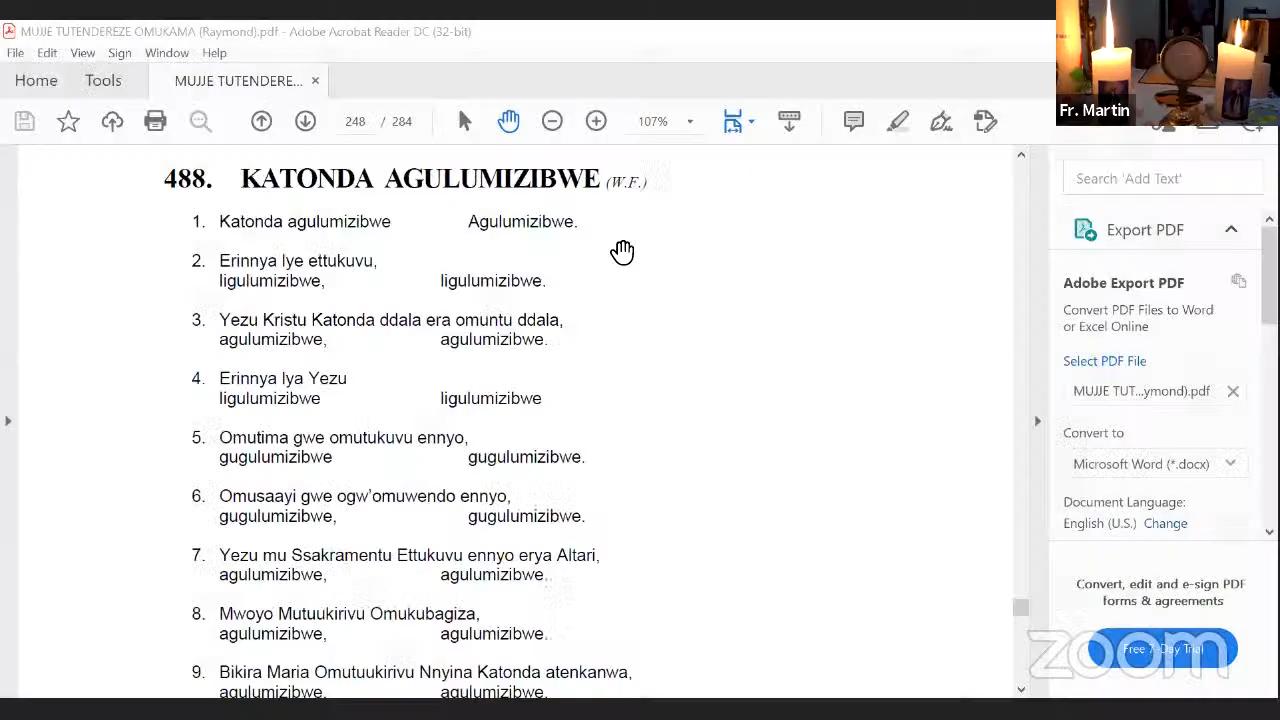 MUJJE TUTENDEREZE OMUKAMA (Raymond).pdf - Adobe Acrobat Reader DC (32-bit)
File Edit View Sign Window Help
Home Tools MUJJE TUTENDERE... ×
248 / 284 107%
Fr. Martin
488. KATONDA AGULUMIZIBWE (W.F.)
1. Katonda agulumizibwe Agulumizibwe.
2. Erinnya lye ettukuvu,
ligulumizibwe, ligulumizibwe.
3. Yezu Kristu Katonda ddala era omuntu ddala,
agulumizibwe, agulumizibwe.
4. Erinnya lya Yezu
ligulumizibwe ligulumizibwe
5. Omutima gwe omutukuvu ennyo,
gugulumizibwe gugulumizibwe.
6. Omusaayi gwe ogw'omuwendo ennyo,
gugulumizibwe, gugulumizibwe.
7. Yezu mu Ssakramentu Ettukuvu ennyo erya Altari,
agulumizibwe, agulumizibwe.
8. Mwoyo Mutuukirivu Omukubagiza,
agulumizibwe, agulumizibwe.
9. Bikira Maria Omutuukirivu Nnyina Katonda atenkanwa,
agulumizibwe, agulumizibwe.
Search 'Add Text'
Export PDF
Adobe Export PDF
Convert PDF Files to Word
or Excel Online
Select PDF File
MUJJE TUT...ymond).pdf
Convert to
Microsoft Word (*.docx)
Document Language:
English (U.S.) Change
Convert, edit and e-sign PDF
forms & agreements
Free 7-Day Trial
zoom